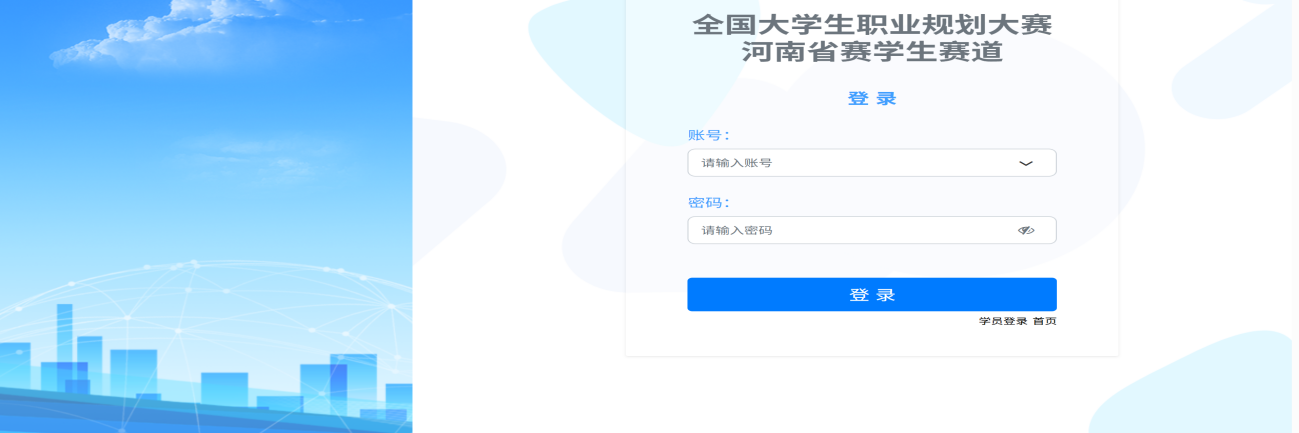 全国大学生职业规划大赛
河南省赛学生赛道
登录
账号：
请输入账号
密码：
请输入密码
登录
学员登录 首页